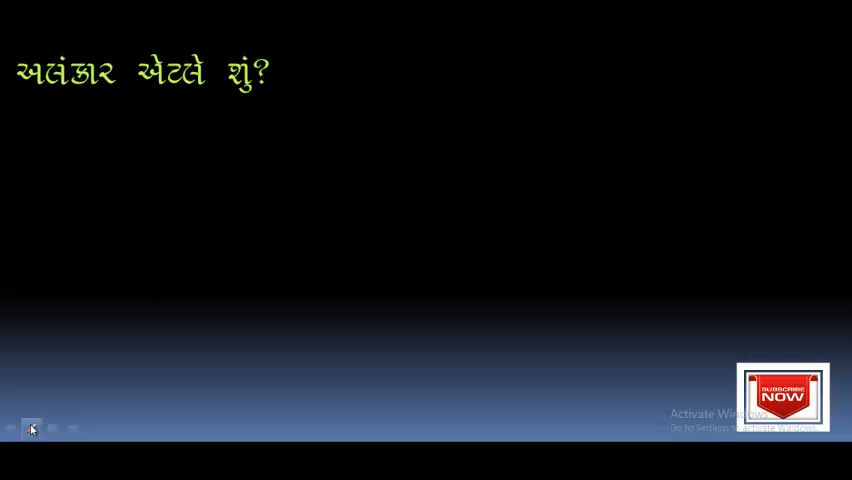 અલંકાર એટલે શું?
SUBSCRIBE
NOW
Activate Windows
Go to Settings to activate Windows.